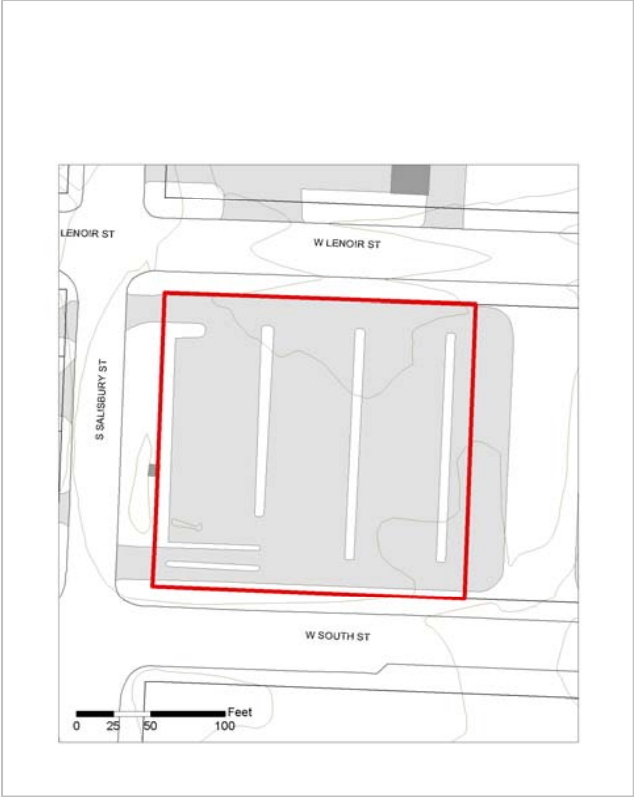 LENOIR ST
W LENOIR ST
S SALISBURY ST
W SOUTH ST
Feet
0 25 50 100